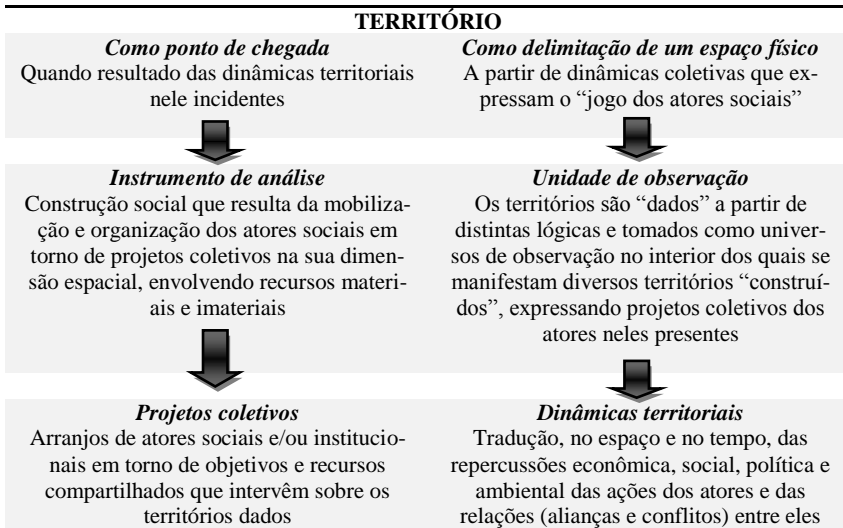 TERRITÓRIO
Como ponto de chegada
Quando resultado das dinâmicas territoriais
nele incidentes
Como delimitação de um espaço físico
A partir de dinâmicas coletivas que ex-
pressam o “jogo dos atores sociais”
Instrumento de análise
Construção social que resulta da mobiliza-
ção e organização dos atores sociais em
torno de projetos coletivos na sua dimen-
são espacial, envolvendo recursos materi-
ais e imateriais
Unidade de observação
Os territórios são “dados” a partir de
distintas lógicas e tomados como univer-
sos de observação no interior dos quais se
manifestam diversos territórios “construí-
dos”, expressando projetos coletivos dos
atores neles presentes
Projetos coletivos
Arranjos de atores sociais e/ou institucio-
nais em torno de objetivos e recursos
compartilhados que intervêm sobre os
territórios dados
Dinâmicas territoriais
Tradução, no espaço e no tempo, das
repercussões econômica, social, política e
ambiental das ações dos atores e das
relações (alianças e conflitos) entre eles